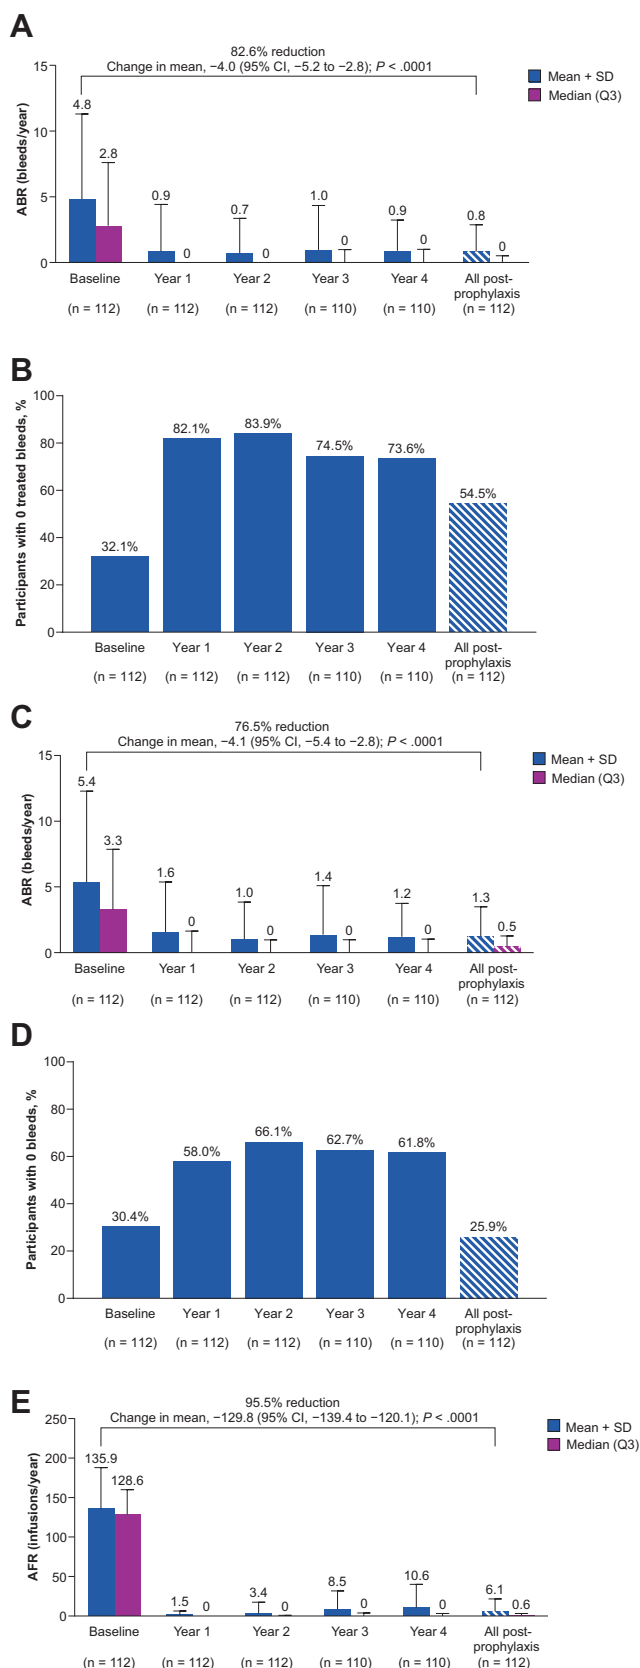 A
82.6% reduction
Change in mean, −4.0 (95% CI, −5.2 to −2.8); P < .0001
Mean + SD
Median (Q3)
ABR (bleeds/year)
15
10
5
0
4.8
2.8
0.9
0
0.7
0
1.0
0
0.9
0
0.8
0
Baseline
Year 1
Year 2
Year 3
Year 4
All post-
prophylaxis
(n = 112)
(n = 112)
(n = 112)
(n = 110)
(n = 110)
(n = 112)
B
Participants with 0 treated bleeds, %
100
80
60
40
20
0
32.1%
82.1%
83.9%
74.5%
73.6%
54.5%
Baseline
Year 1
Year 2
Year 3
Year 4
All post-
prophylaxis
(n = 112)
(n = 112)
(n = 112)
(n = 110)
(n = 110)
(n = 112)
C
76.5% reduction
Change in mean, −4.1 (95% CI, −5.4 to −2.8); P < .0001
Mean + SD
Median (Q3)
ABR (bleeds/year)
15
10
5
0
5.4
3.3
1.6
0
1.0
0
1.4
0
1.2
0
1.3
0.5
Baseline
Year 1
Year 2
Year 3
Year 4
All post-
prophylaxis
(n = 112)
(n = 112)
(n = 112)
(n = 110)
(n = 110)
(n = 112)
D
Participants with 0 bleeds, %
100
80
60
40
20
0
30.4%
58.0%
66.1%
62.7%
61.8%
25.9%
Baseline
Year 1
Year 2
Year 3
Year 4
All post-
prophylaxis
(n = 112)
(n = 112)
(n = 112)
(n = 110)
(n = 110)
(n = 112)
E
95.5% reduction
Change in mean, −129.8 (95% CI, −139.4 to −120.1); P < .0001
Mean + SD
Median (Q3)
AFR (infusions/year)
250
200
150
100
50
0
135.9
128.6
1.5
0
3.4
0
8.5
0
10.6
0
6.1
0.6
Baseline
Year 1
Year 2
Year 3
Year 4
All post-
prophylaxis
(n = 112)
(n = 112)
(n = 112)
(n = 110)
(n = 110)
(n = 112)